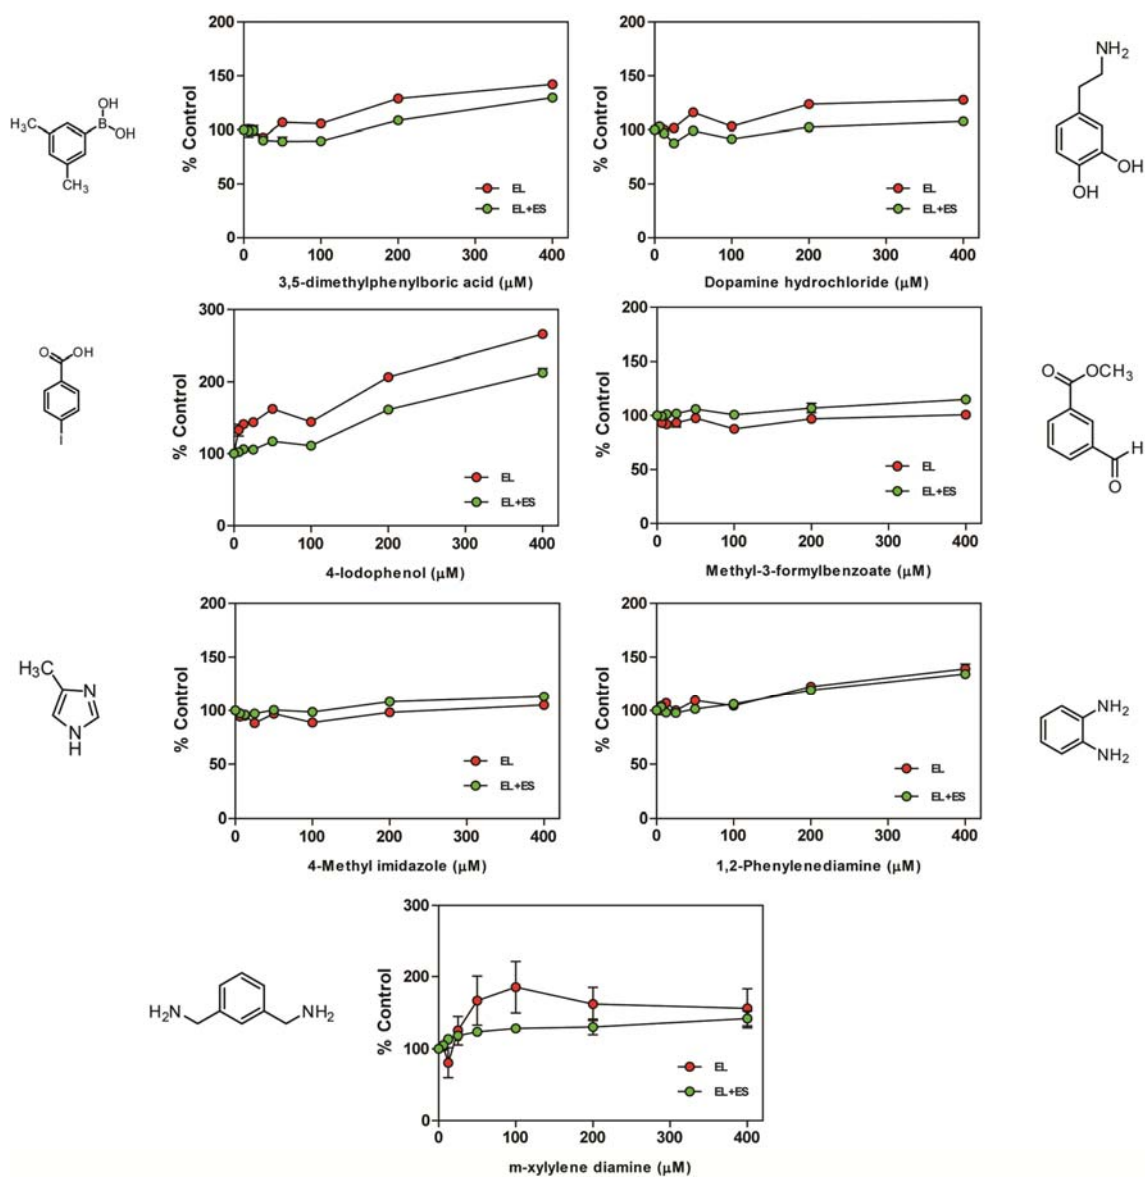 200
150
100
50
0
% Control
EL
EL+ES
0 100 200 300 400
3,5-dimethylphenylboric acid (μM)
OH
B
OH
H₃C
CH₃
200
150
100
50
0
% Control
EL
EL+ES
0 100 200 300 400
Dopamine hydrochloride (μM)
NH₂
OH
OH
300
200
100
0
% Control
EL
EL+ES
0 100 200 300 400
4-Iodophenol (μM)
O OH
I
200
150
100
50
0
% Control
EL
EL+ES
0 100 200 300 400
Methyl-3-formylbenzoate (μM)
O OCH₃
H
O
200
150
100
50
0
% Control
EL
EL+ES
0 100 200 300 400
4-Methyl imidazole (μM)
H₃C
N
N
H
200
150
100
50
0
% Control
EL
EL+ES
0 100 200 300 400
1,2-Phenylenediamine (μM)
NH₂
NH₂
300
200
100
0
% Control
EL
EL+ES
0 100 200 300 400
m-xylylene diamine (μM)
H₂N NH₂